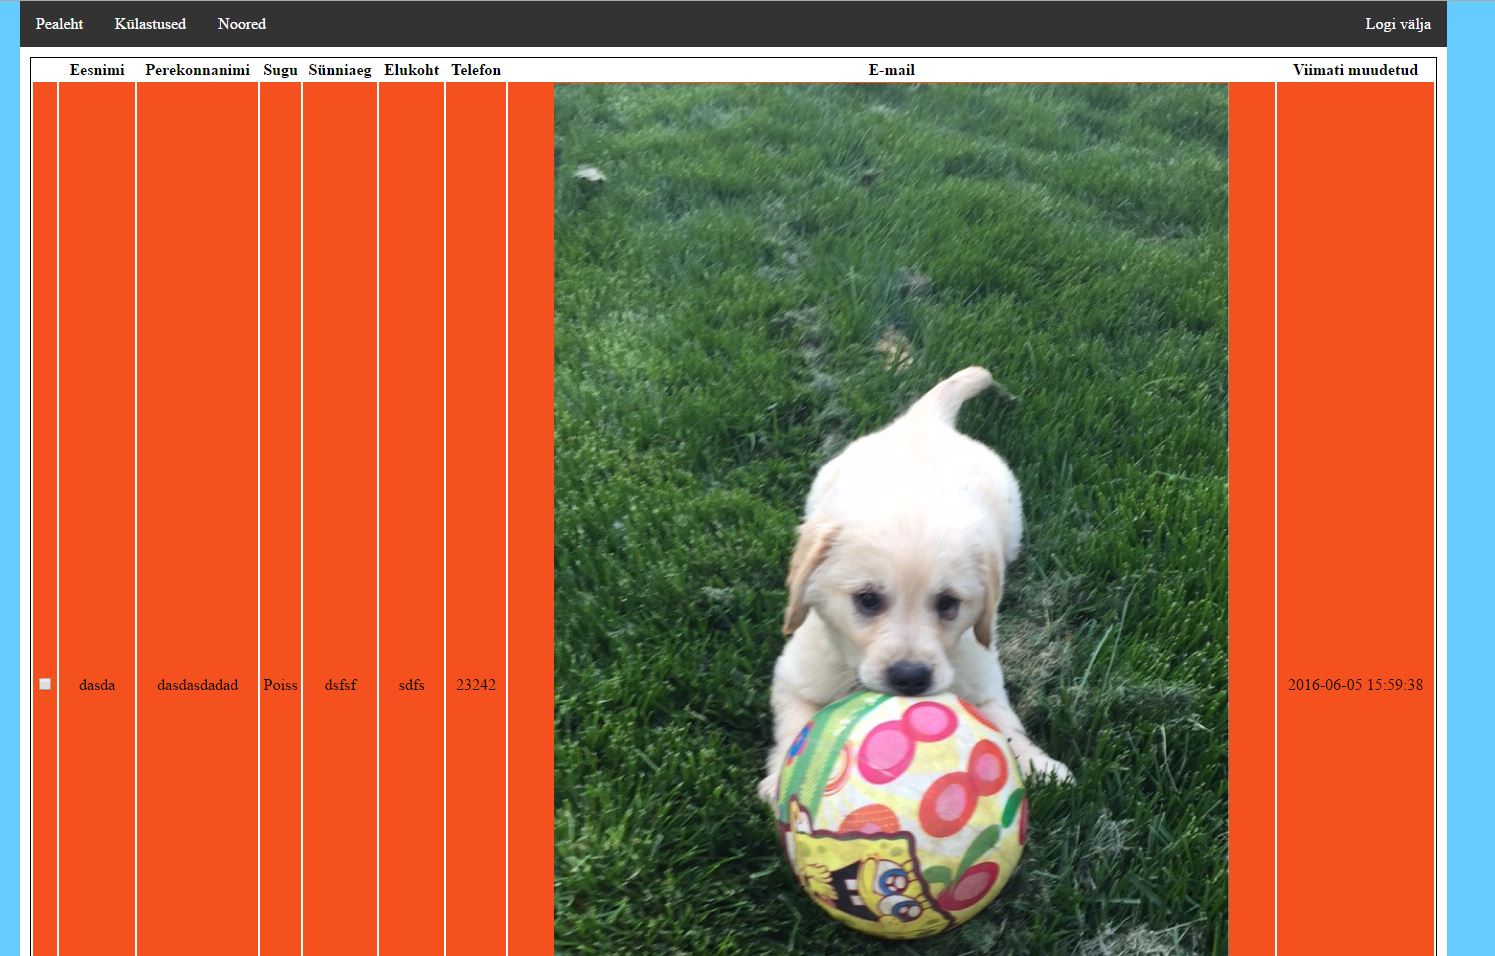 Pealeht Külastused Noored Logi välja
Eesnimi Perekonnanimi Sugu Sünniaeg Elukoht Telefon E-mail Viimati muudetud
dasda dasdasdadad Poiss dsfsf sdfs 23242 2016-06-05 15:59:38